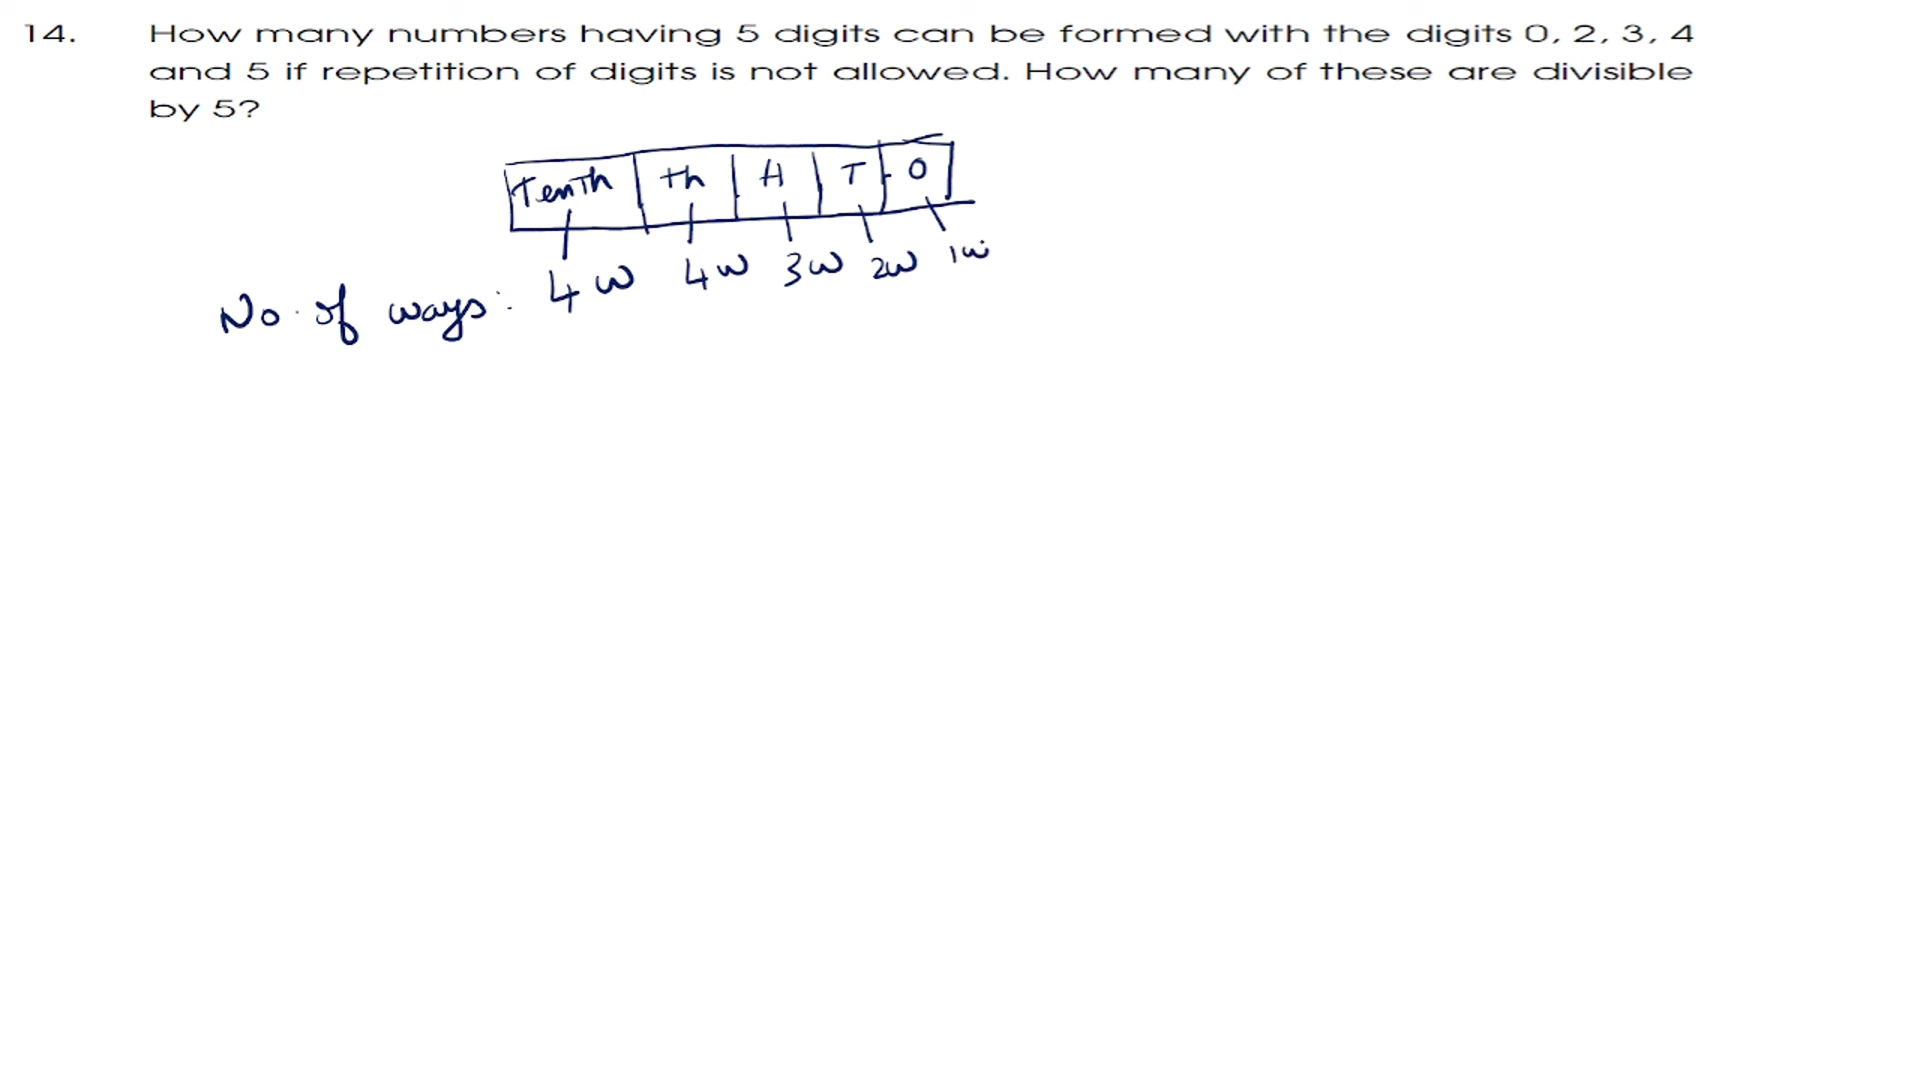 14. How many numbers having 5 digits can be formed with the digits 0, 2, 3, 4
and 5 if repetition of digits is not allowed. How many of these are divisible
by 5?
TenTh th H T O
No. of ways: 4 w 4w 3w 2w 1w